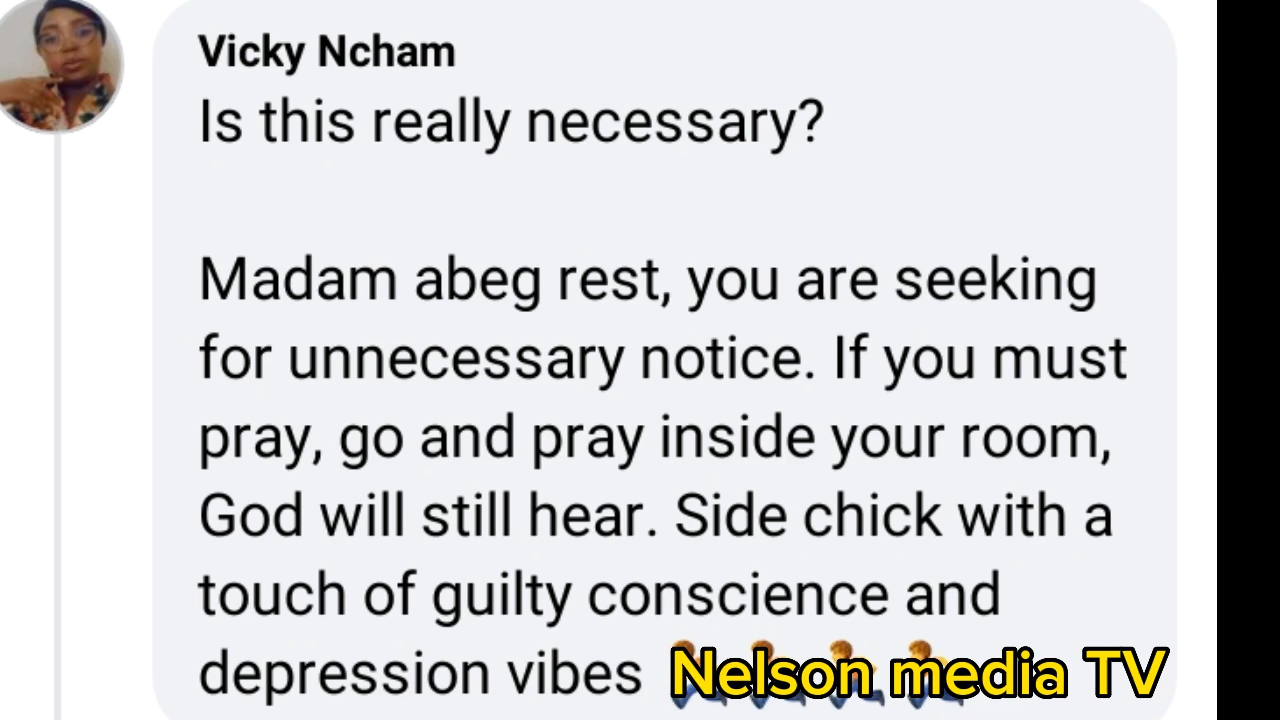 Vicky Ncham
Is this really necessary?
Madam abeg rest, you are seeking
for unnecessary notice. If you must
pray, go and pray inside your room,
God will still hear. Side chick with a
touch of guilty conscience and
depression vibes Nelson media TV